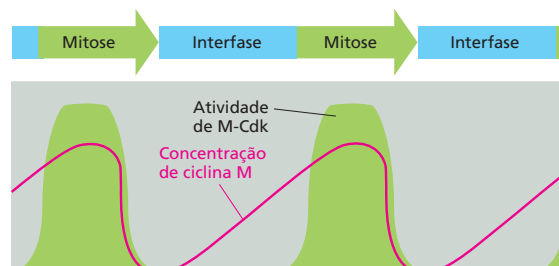 Mitose
Interfase
Mitose
Interfase
Atividade
de M-Cdk
Concentração
de ciclina M